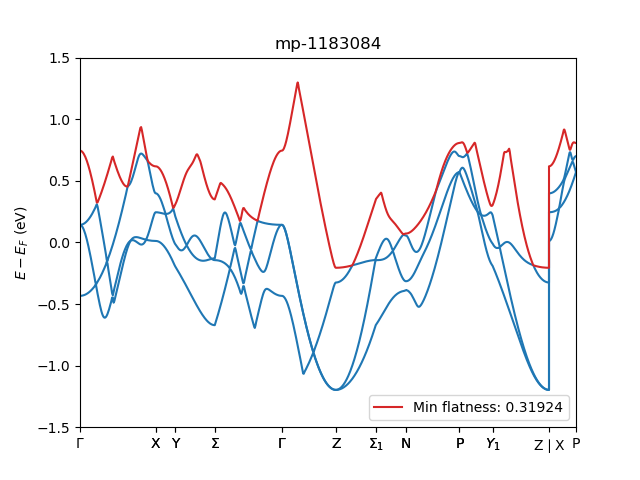 mp-1183084
E − E_F (eV)
1.5
1.0
0.5
0.0
−0.5
−1.0
−1.5
Min flatness: 0.31924
Γ X Y Σ Γ Z Σ₁ N P Y₁ Z | X P